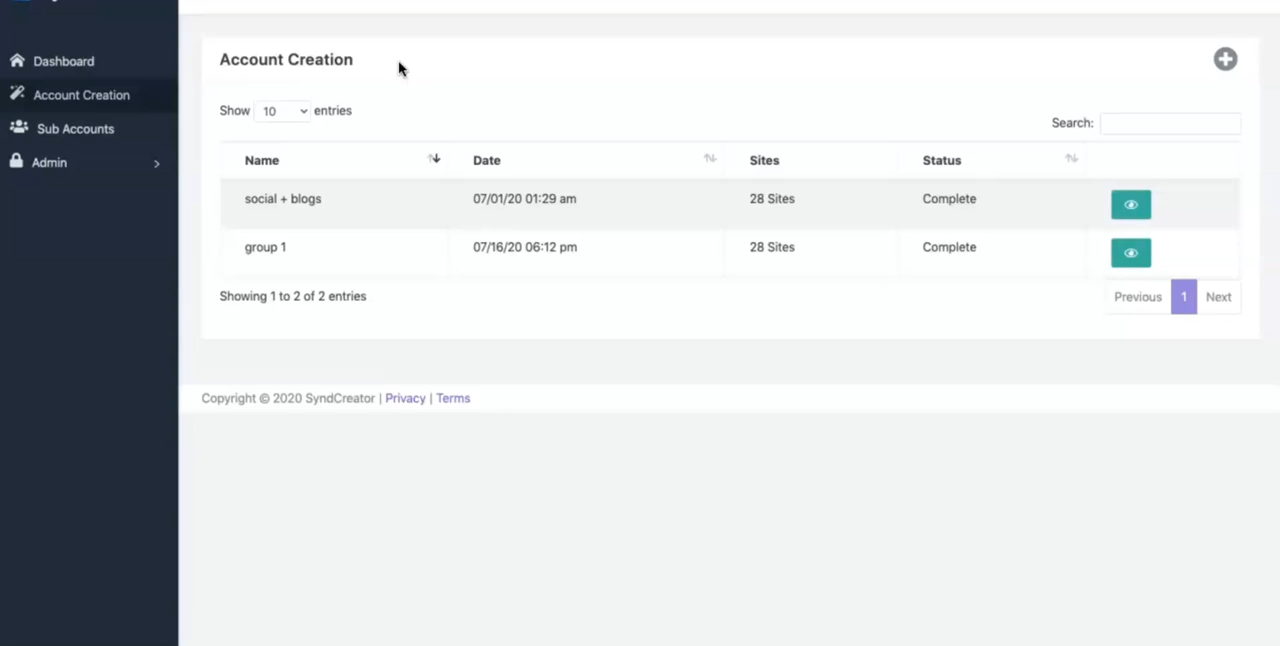 Dashboard
Account Creation
Sub Accounts
Admin
Account Creation
Show 10 entries
Search:
Name Date Sites Status
social + blogs 07/01/20 01:29 am 28 Sites Complete
group 1 07/16/20 06:12 pm 28 Sites Complete
Showing 1 to 2 of 2 entries
Previous 1 Next
Copyright © 2020 SyndCreator | Privacy | Terms